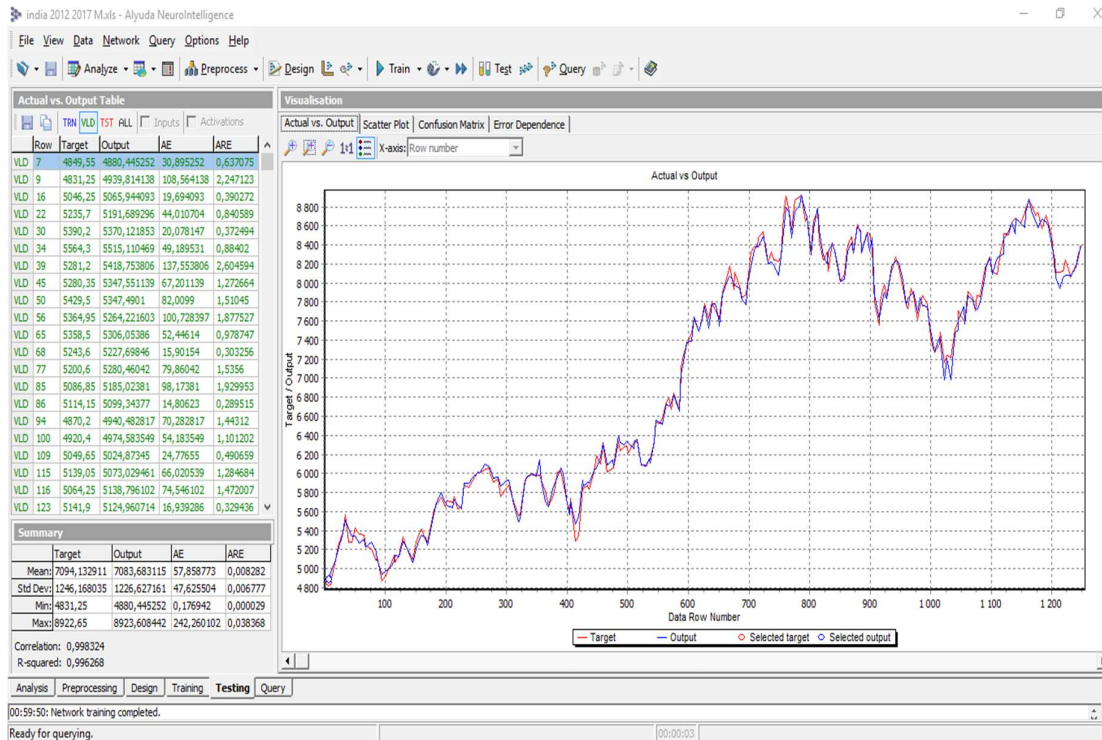 india 2012 2017 M.xls - Alyuda NeuroIntelligence
File View Data Network Query Options Help
Analyze Preprocess Design Train Test Query
Actual vs. Output Table
TRN VLD TST ALL Inputs Activations
Row Target Output AE ARE
VLD 7 4849,55 4880,445252 30,895252 0,637075
VLD 9 4831,25 4939,814138 108,564138 2,247123
VLD 16 5046,25 5065,944093 19,694093 0,390272
VLD 22 5235,7 5191,689296 44,010704 0,840589
VLD 30 5390,2 5370,121853 20,078147 0,372494
VLD 34 5564,3 5515,110469 49,189531 0,88402
VLD 39 5281,2 5418,753806 137,553806 2,604594
VLD 45 5280,35 5347,551139 67,201139 1,272664
VLD 50 5429,5 5347,4901 82,0099 1,51045
VLD 56 5364,95 5264,221603 100,728397 1,877527
VLD 65 5358,5 5306,05386 52,44614 0,978747
VLD 68 5243,6 5227,69846 15,90154 0,303256
VLD 77 5200,6 5280,46042 79,86042 1,5356
VLD 85 5086,85 5185,02381 98,17381 1,929953
VLD 86 5114,15 5099,34377 14,80623 0,289515
VLD 94 4870,2 4940,482817 70,282817 1,44312
VLD 100 4920,4 4974,583549 54,183549 1,101202
VLD 109 5049,65 5024,87345 24,77655 0,490659
VLD 115 5139,05 5073,029461 66,020539 1,284684
VLD 116 5064,25 5138,796102 74,546102 1,472007
VLD 123 5141,9 5124,960714 16,939286 0,329436
Summary
Target Output AE ARE
Mean: 7094,132911 7083,683115 57,858773 0,008282
Std Dev: 1246,168035 1226,627161 47,625504 0,006777
Min: 4831,25 4880,445252 0,176942 0,000029
Max: 8922,65 8923,608442 242,260102 0,038368
Correlation: 0,998324
R-squared: 0,996268
Visualisation
Actual vs. Output Scatter Plot Confusion Matrix Error Dependence
1:1 X-axis: Row number
Actual vs Output
Target / Output
8 800
8 600
8 400
8 200
8 000
7 800
7 600
7 400
7 200
7 000
6 800
6 600
6 400
6 200
6 000
5 800
5 600
5 400
5 200
5 000
4 800
100 200 300 400 500 600 700 800 900 1 000 1 100 1 200
Data Row Number
Target Output Selected target Selected output
Analysis Preprocessing Design Training Testing Query
00:59:50: Network training completed.
Ready for querying. 00:00:03